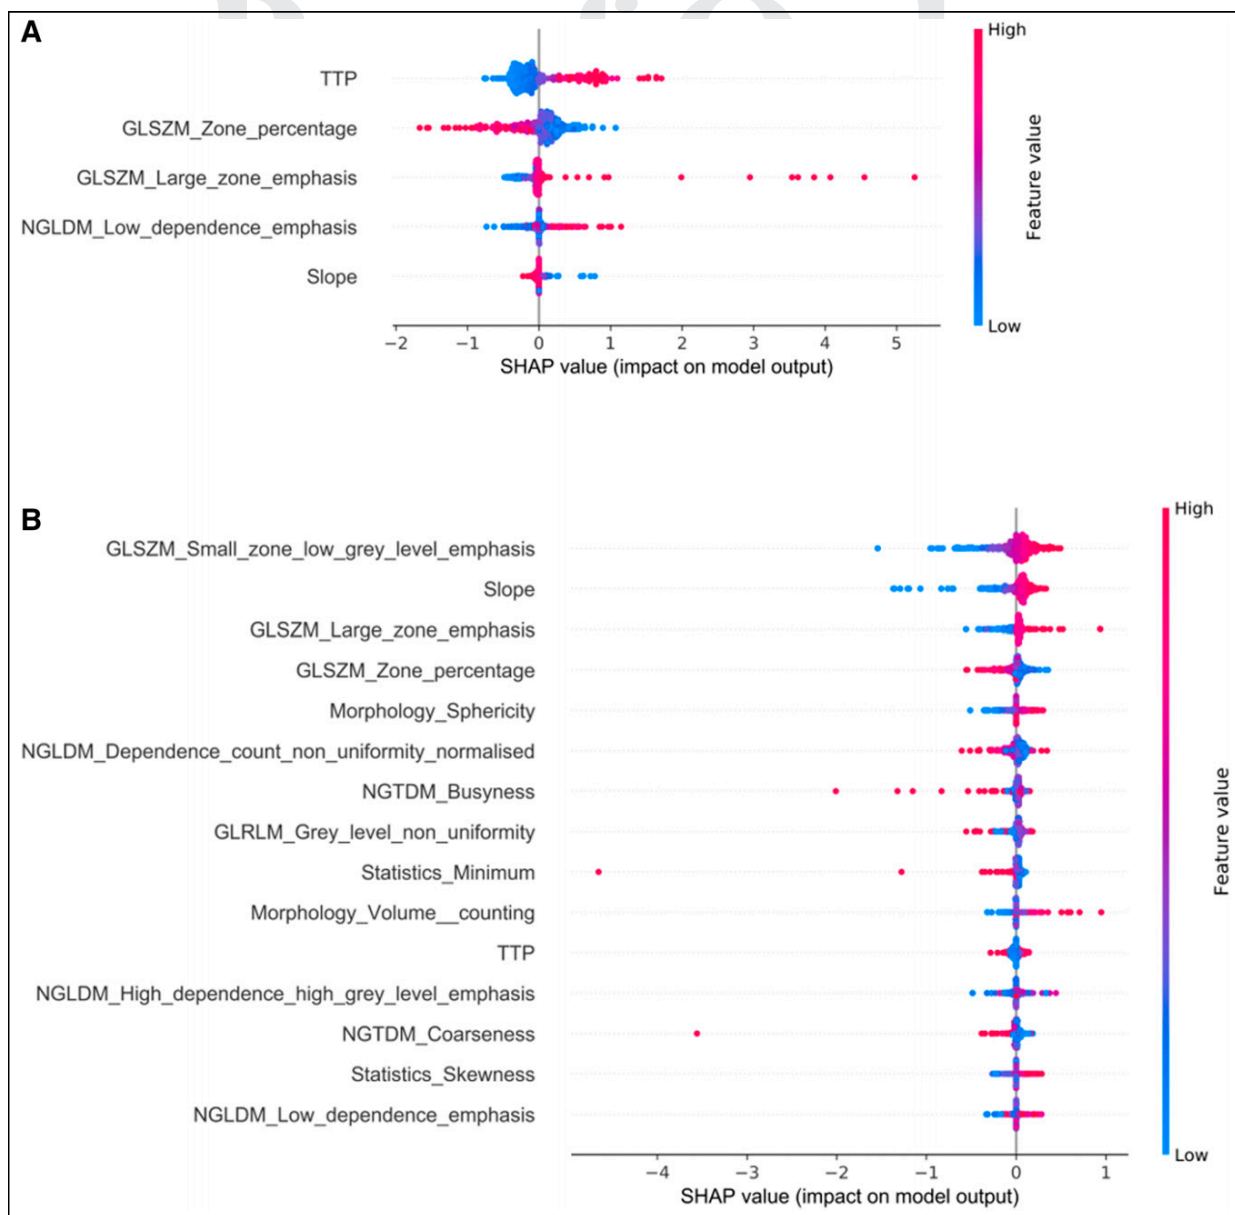 A
High
TTP
GLSZM_Zone_percentage
GLSZM_Large_zone_emphasis
NGLDM_Low_dependence_emphasis
Slope
Feature value
Low
−2 −1 0 1 2 3 4 5
SHAP value (impact on model output)
B
High
GLSZM_Small_zone_low_grey_level_emphasis
Slope
GLSZM_Large_zone_emphasis
GLSZM_Zone_percentage
Morphology_Sphericity
NGLDM_Dependence_count_non_uniformity_normalised
NGTDM_Busyness
GLRLM_Grey_level_non_uniformity
Statistics_Minimum
Morphology_Volume__counting
TTP
NGLDM_High_dependence_high_grey_level_emphasis
NGTDM_Coarseness
Statistics_Skewness
NGLDM_Low_dependence_emphasis
Feature value
Low
−4 −3 −2 −1 0 1
SHAP value (impact on model output)